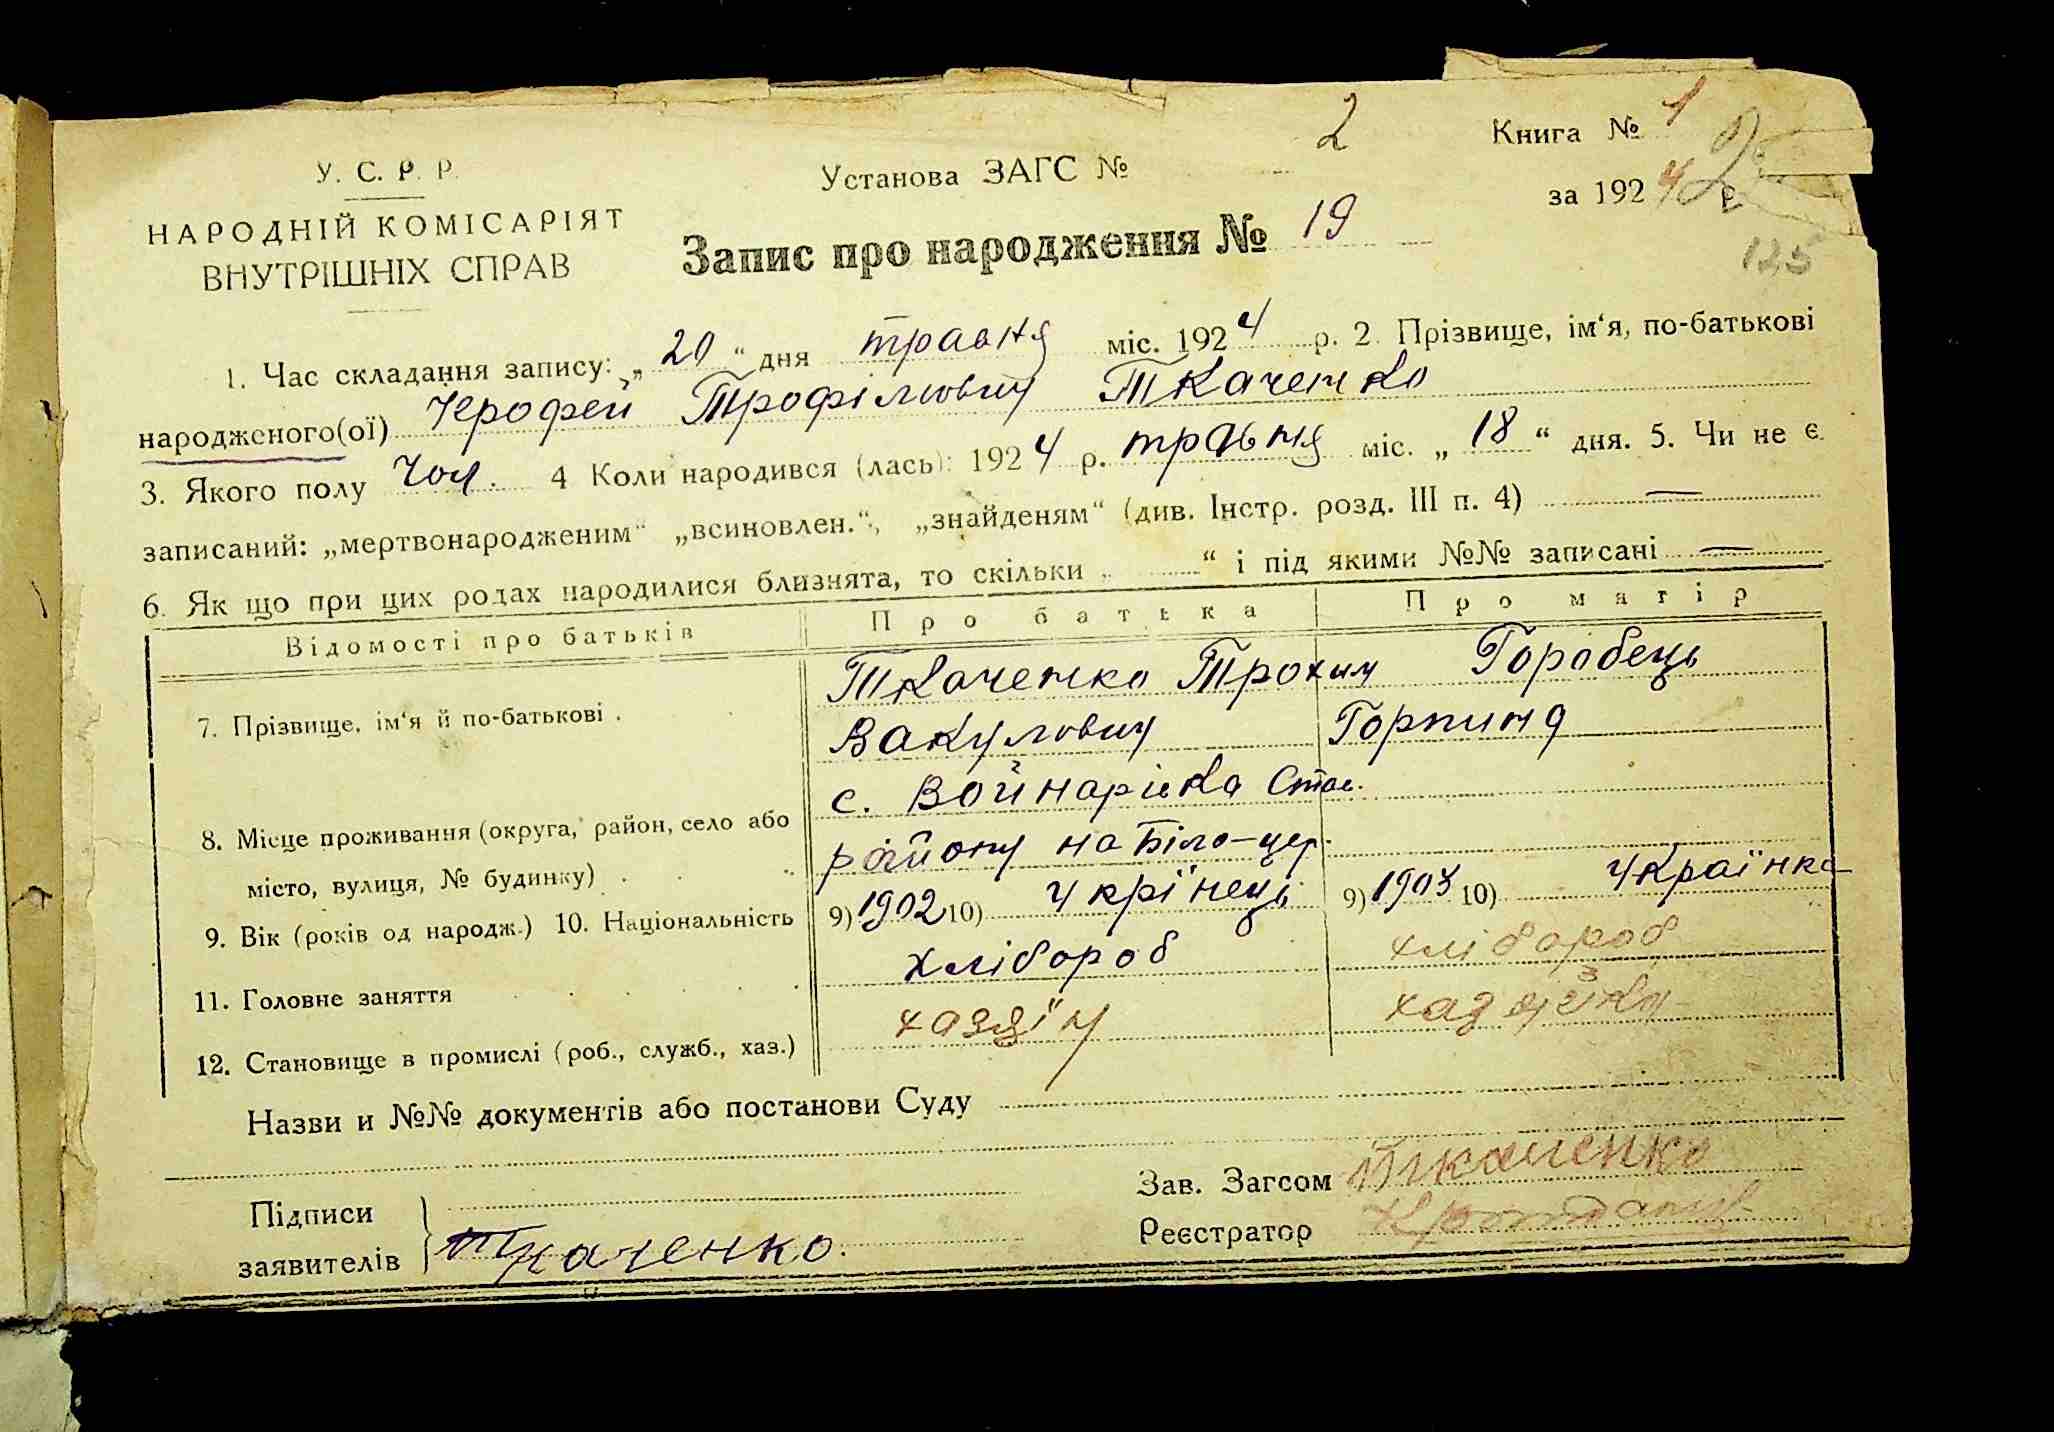 Книга № 1
У. С. Р. Р.
Установа ЗАГС № 2
за 1924 р
НАРОДНІЙ КОМІСАРІЯТ
ВНУТРІШНІХ СПРАВ
Запис про народження № 19
125
1. Час складання запису: „ 20 “ дня травня міс. 1924 р. 2. Прізвище, ім‘я, по-батькові
народженого(ої) Єрофей Трофімович Ткаченко
3. Якого полу чол. 4 Коли народився (лась): 1924 р. травня міс. „ 18 “ дня. 5. Чи не є
записаний: „мертвонародженим“ „всиновлен.“, „знайденям“ (див. Інстр. розд. III п. 4) —
6. Як що при цих родах народилися близнята, то скільки „ “ і під якими №№ записані —
Відомості про батьків Про батька Про матір
7. Прізвище, ім‘я й по-батькові . Ткаченко Трохим Горобець
Вакулович Горпина
8. Місце проживання (округа, район, село або с. Войнарівка Став.
місто, вулиця, № будинку) . району на Біло-цер.
9. Вік (років од народж.) 10. Національність 9) 1902 10) Укрїнець 9) 1903 10) Українка
11. Головне заняття хлібороб хлібороб
12. Становище в промислі (роб., служб., хаз.) хазяїн хазяйка
Назви и №№ документів або постанови Суду
Підписи
заявителів Ткаченко.
Зав. Загсом Ткаченко
Реєстратор